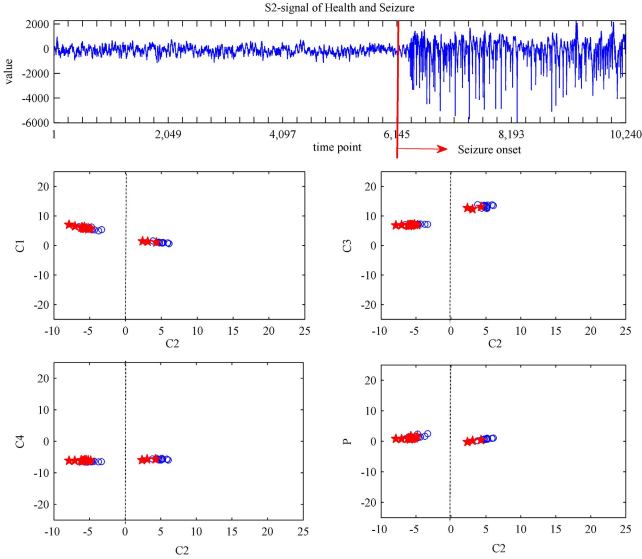 S2-signal of Health and Seizure
2000
0
-2000
-4000
-6000
value
1 2,049 4,097 6,145 8,193 10,240
time point
Seizure onset
20
10
0
-10
-20
C1
-10 -5 0 5 10 15 20 25
C2
20
10
0
-10
-20
C3
-10 -5 0 5 10 15 20 25
C2
20
10
0
-10
-20
C4
-10 -5 0 5 10 15 20 25
C2
20
10
0
-10
-20
P
-10 -5 0 5 10 15 20 25
C2